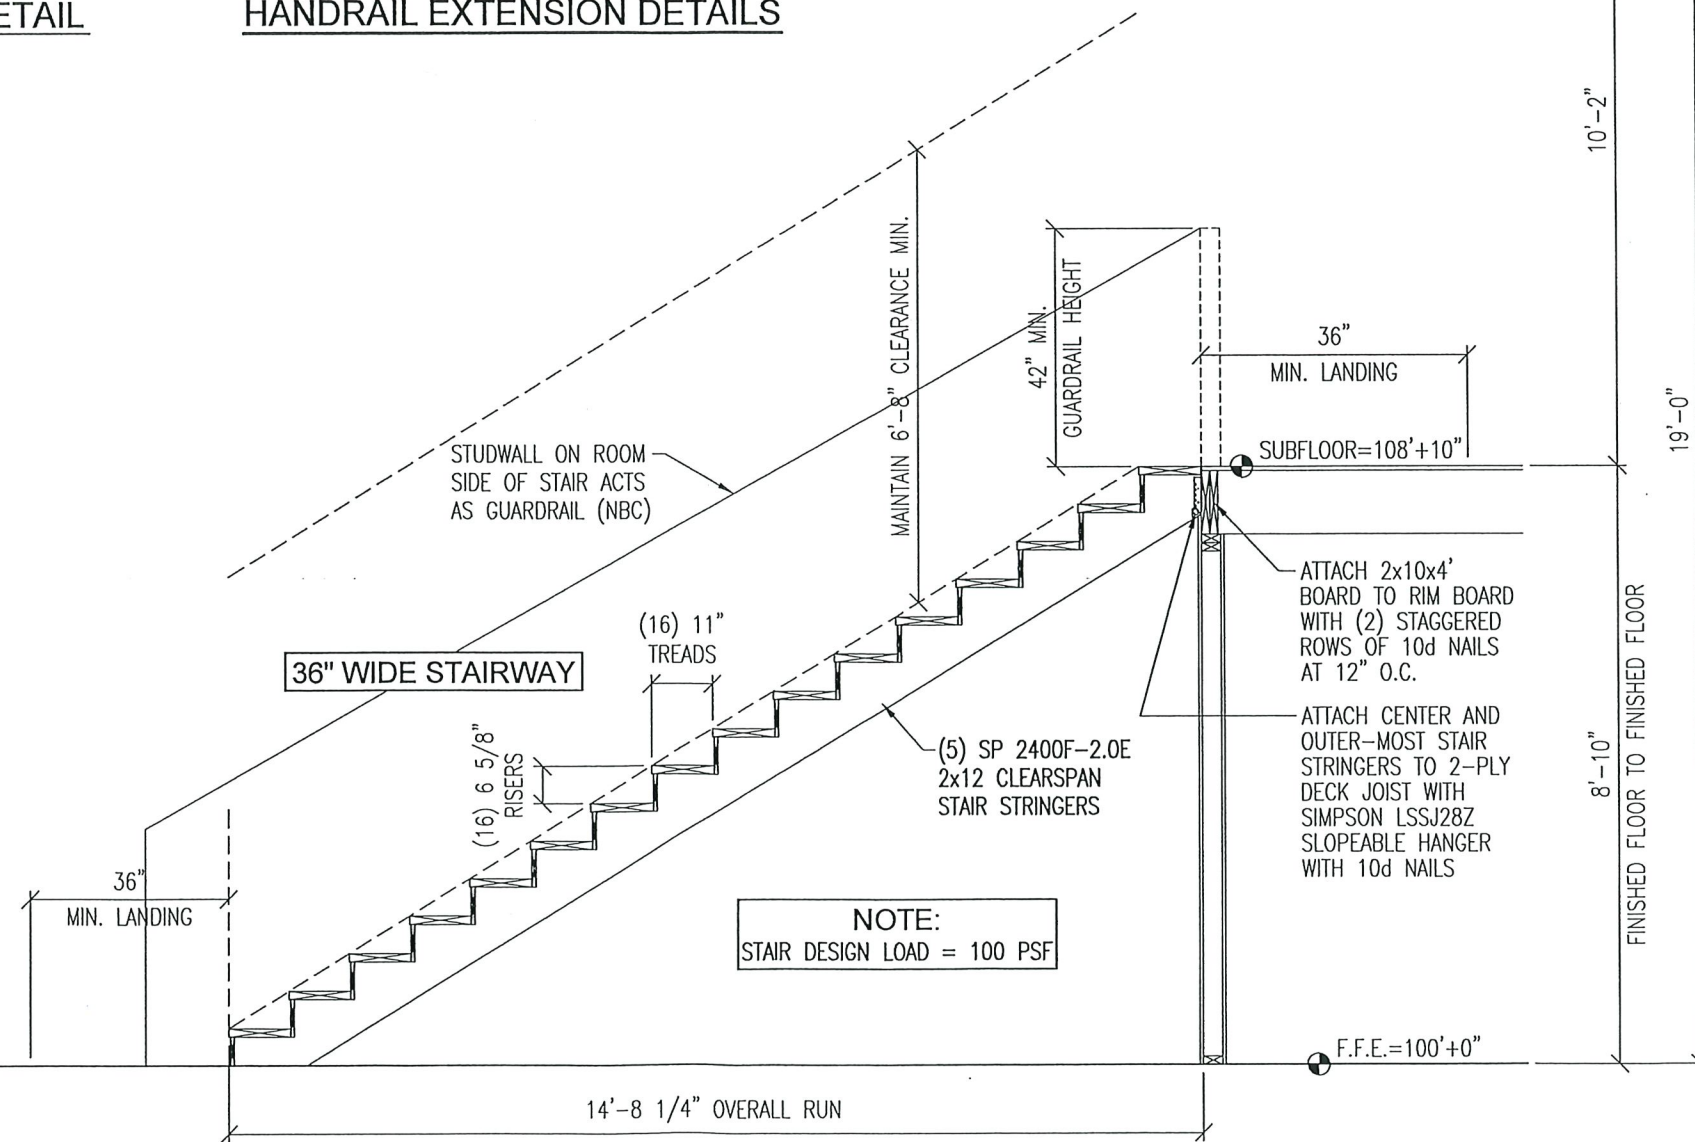 ETAIL
HANDRAIL EXTENSION DETAILS
10'-2"
19'-0"
MAINTAIN 6'-8" CLEARANCE MIN.
42" MIN.
GUARDRAIL HEIGHT
36"
MIN. LANDING
SUBFLOOR=108'+10"
STUDWALL ON ROOM
SIDE OF STAIR ACTS
AS GUARDRAIL (NBC)
(16) 11"
TREADS
36" WIDE STAIRWAY
(16) 6 5/8"
RISERS
ATTACH 2x10x4'
BOARD TO RIM BOARD
WITH (2) STAGGERED
ROWS OF 10d NAILS
AT 12" O.C.
ATTACH CENTER AND
OUTER-MOST STAIR
STRINGERS TO 2-PLY
DECK JOIST WITH
SIMPSON LSSJ28Z
SLOPEABLE HANGER
WITH 10d NAILS
(5) SP 2400F-2.0E
2x12 CLEARSPAN
STAIR STRINGERS
8'-10"
FINISHED FLOOR TO FINISHED FLOOR
36"
MIN. LANDING
NOTE:
STAIR DESIGN LOAD = 100 PSF
F.F.E.=100'+0"
14'-8 1/4" OVERALL RUN